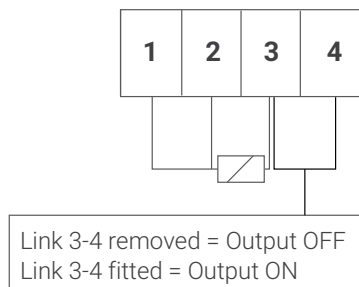 1 2 3 4
Link 3-4 removed = Output OFF
Link 3-4 fitted = Output ON